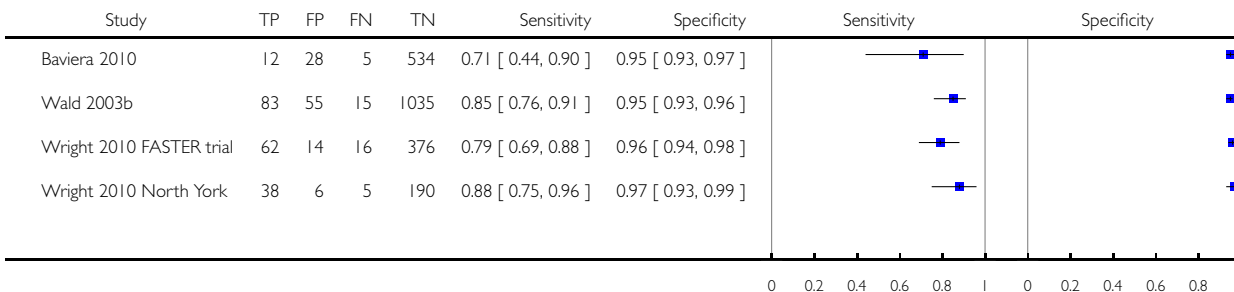 Study TP FP FN TN Sensitivity Specificity Sensitivity Specificity
Baviera 2010 12 28 5 534 0.71 [ 0.44, 0.90 ] 0.95 [ 0.93, 0.97 ]
Wald 2003b 83 55 15 1035 0.85 [ 0.76, 0.91 ] 0.95 [ 0.93, 0.96 ]
Wright 2010 FASTER trial 62 14 16 376 0.79 [ 0.69, 0.88 ] 0.96 [ 0.94, 0.98 ]
Wright 2010 North York 38 6 5 190 0.88 [ 0.75, 0.96 ] 0.97 [ 0.93, 0.99 ]
0 0.2 0.4 0.6 0.8 1 0 0.2 0.4 0.6 0.8